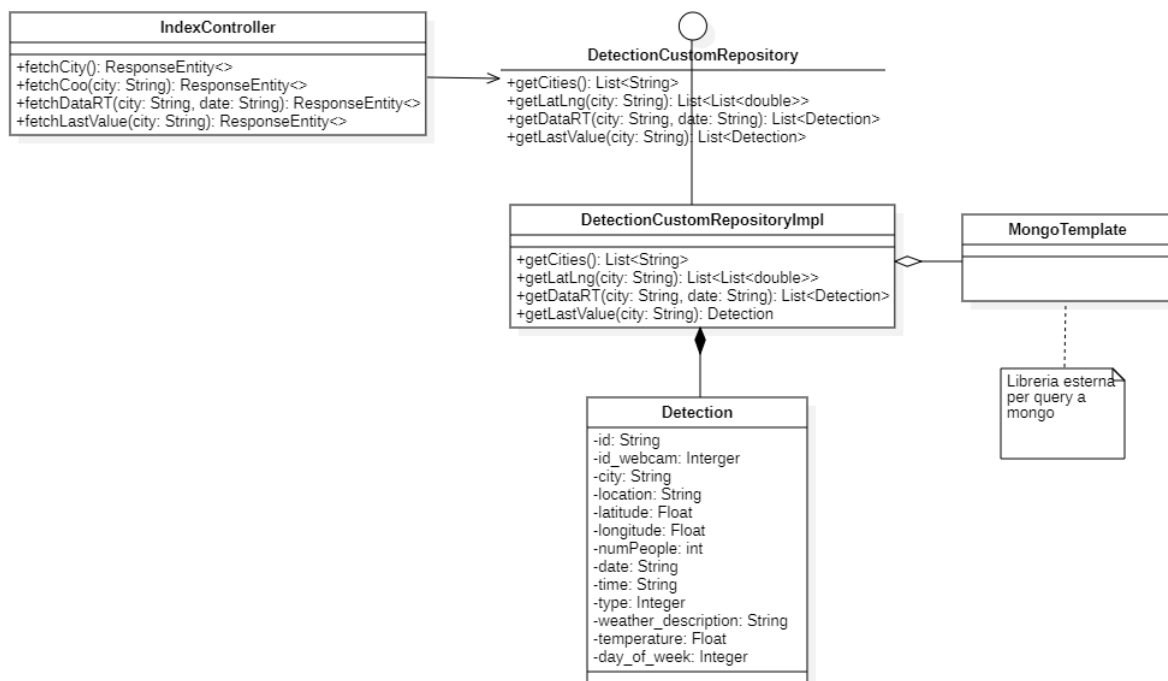 IndexController
+fetchCity(): ResponseEntity<>
+fetchCoo(city: String): ResponseEntity<>
+fetchDataRT(city: String, date: String): ResponseEntity<>
+fetchLastValue(city: String): ResponseEntity<>
DetectionCustomRepository
+getCities(): List<String>
+getLatLng(city: String): List<List<double>>
+getDataRT(city: String, date: String): List<Detection>
+getLastValue(city: String): List<Detection>
DetectionCustomRepositoryImpl
+getCities(): List<String>
+getLatLng(city: String): List<List<double>>
+getDataRT(city: String, date: String): List<Detection>
+getLastValue(city: String): Detection
MongoTemplate
Libreria esterna
per query a
mongo
Detection
-id: String
-id_webcam: Interger
-city: String
-location: String
-latitude: Float
-longitude: Float
-numPeople: int
-date: String
-time: String
-type: Integer
-weather_description: String
-temperature: Float
-day_of_week: Integer